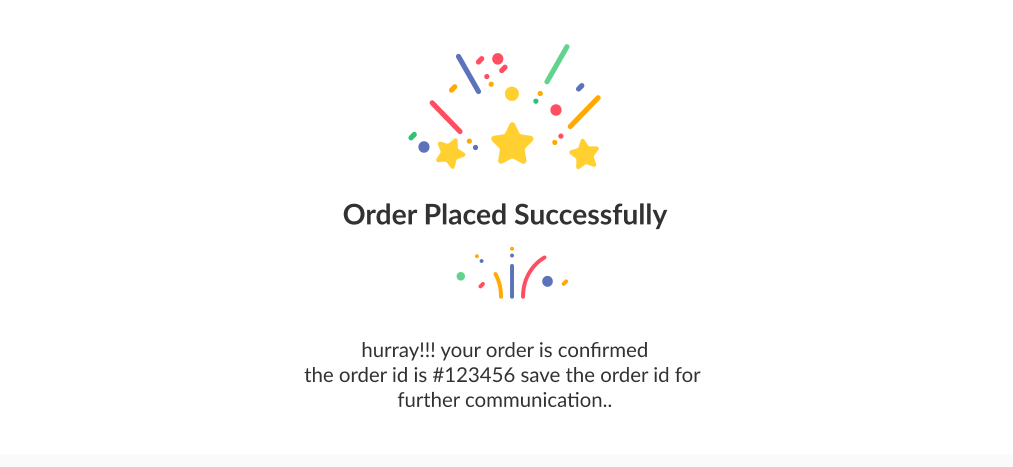 Order Placed Successfully
hurray!!! your order is confirmed
the order id is #123456 save the order id for
further communication..